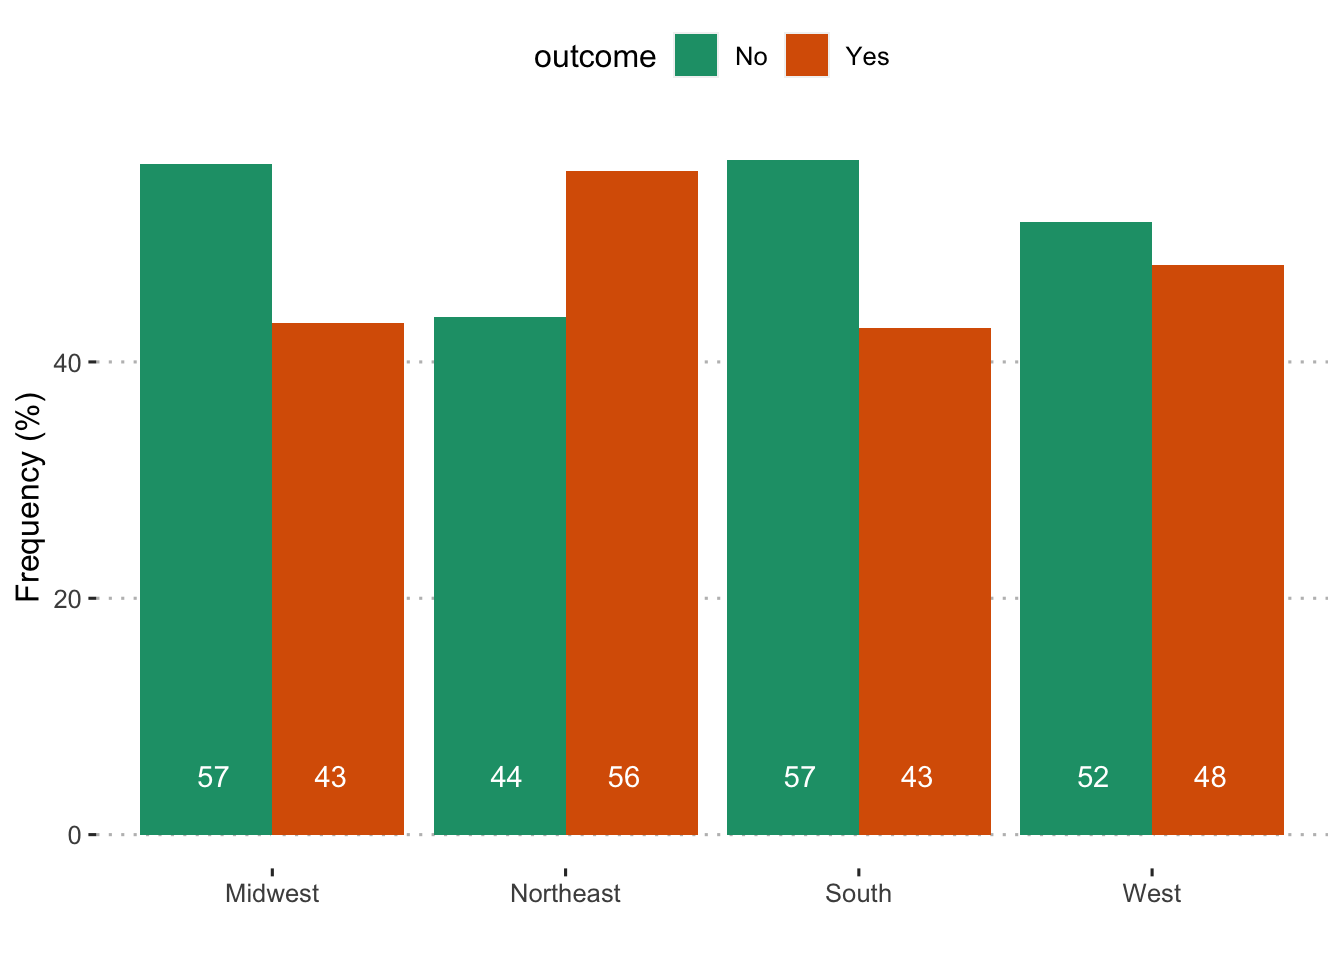 outcome No Yes
Frequency (%)
40
20
0
57 43 44 56 57 43 52 48
Midwest Northeast South West